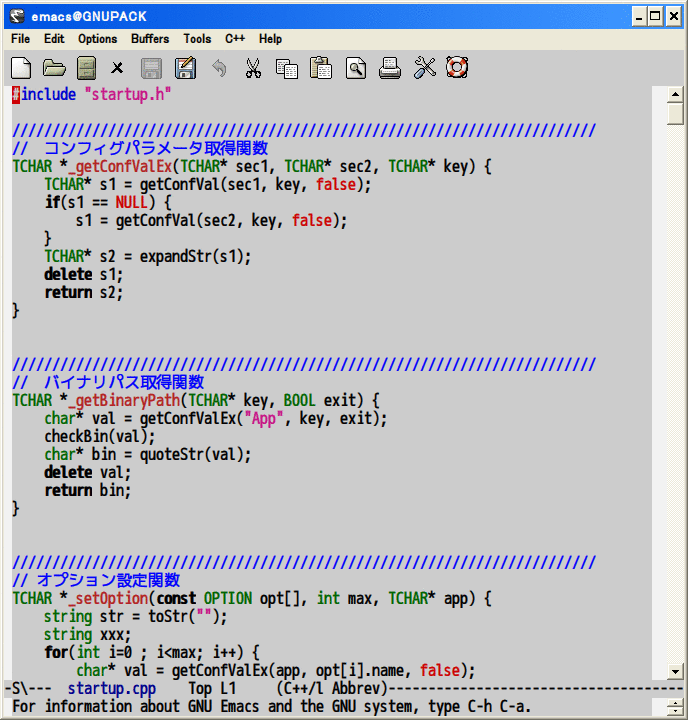 emacs@GNUPACK
File Edit Options Buffers Tools C++ Help
#include "startup.h"
/////////////////////////////////////////////////////////////////////////
//  コンフィグパラメータ取得関数
TCHAR *_getConfValEx(TCHAR* sec1, TCHAR* sec2, TCHAR* key) {
    TCHAR* s1 = getConfVal(sec1, key, false);
    if(s1 == NULL) {
        s1 = getConfVal(sec2, key, false);
    }
    TCHAR* s2 = expandStr(s1);
    delete s1;
    return s2;
}
/////////////////////////////////////////////////////////////////////////
//  バイナリパス取得関数
TCHAR *_getBinaryPath(TCHAR* key, BOOL exit) {
    char* val = getConfValEx("App", key, exit);
    checkBin(val);
    char* bin = quoteStr(val);
    delete val;
    return bin;
}
/////////////////////////////////////////////////////////////////////////
// オプション設定関数
TCHAR *_setOption(const OPTION opt[], int max, TCHAR* app) {
    string str = toStr("");
    string xxx;
    for(int i=0 ; i<max; i++) {
        char* val = getConfValEx(app, opt[i].name, false);
-S\---  startup.cpp    Top L1     (C++/l Abbrev)-------------------------------------
For information about GNU Emacs and the GNU system, type C-h C-a.